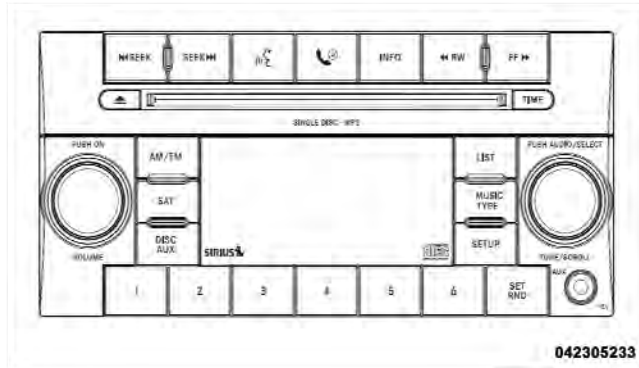 SEEK
SEEK
INFO
RW
FF
TIME
SINGLE DISC - MP3
PUSH ON
AM/FM
LIST
PUSH AUDIO/SELECT
SAT
MUSIC
TYPE
DISC
AUX
SETUP
SIRIUS
VOLUME
TUNE/SCROLL
AUX
1
2
3
4
5
6
SET
RND
042305233